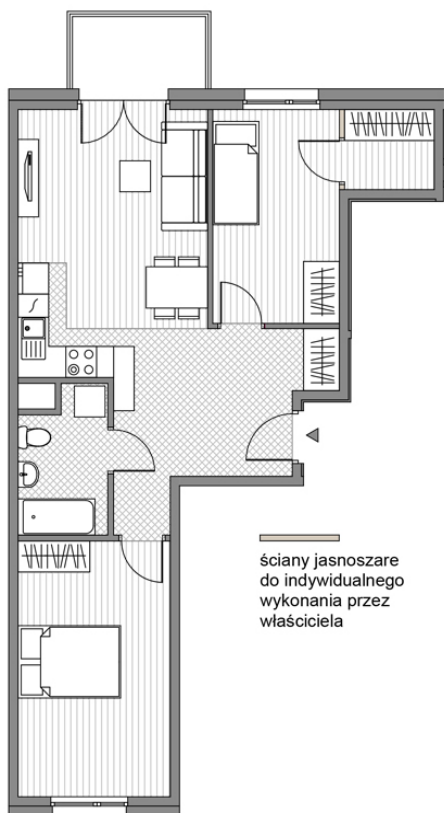 ściany jasnoszare
do indywidualnego
wykonania przez
właściciela